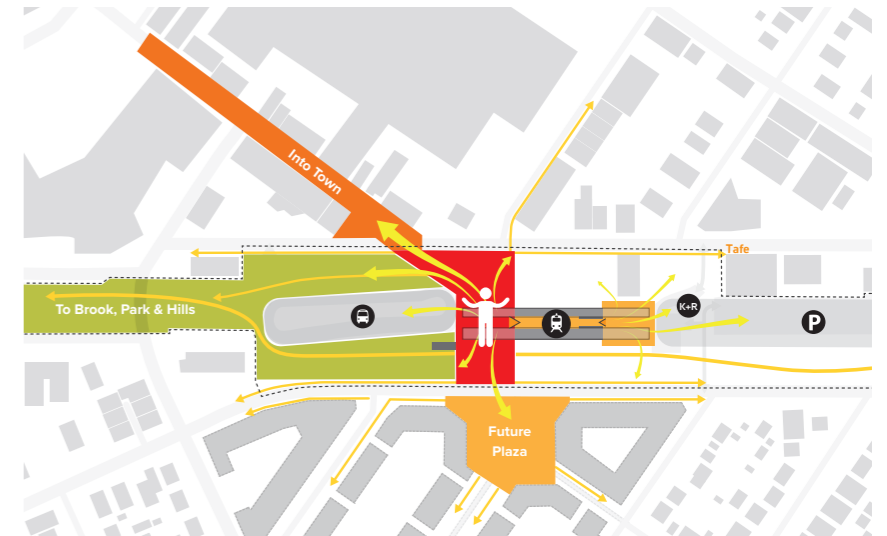 Into Town
Tafe
To Brook, Park & Hills
K+R
P
Future
Plaza